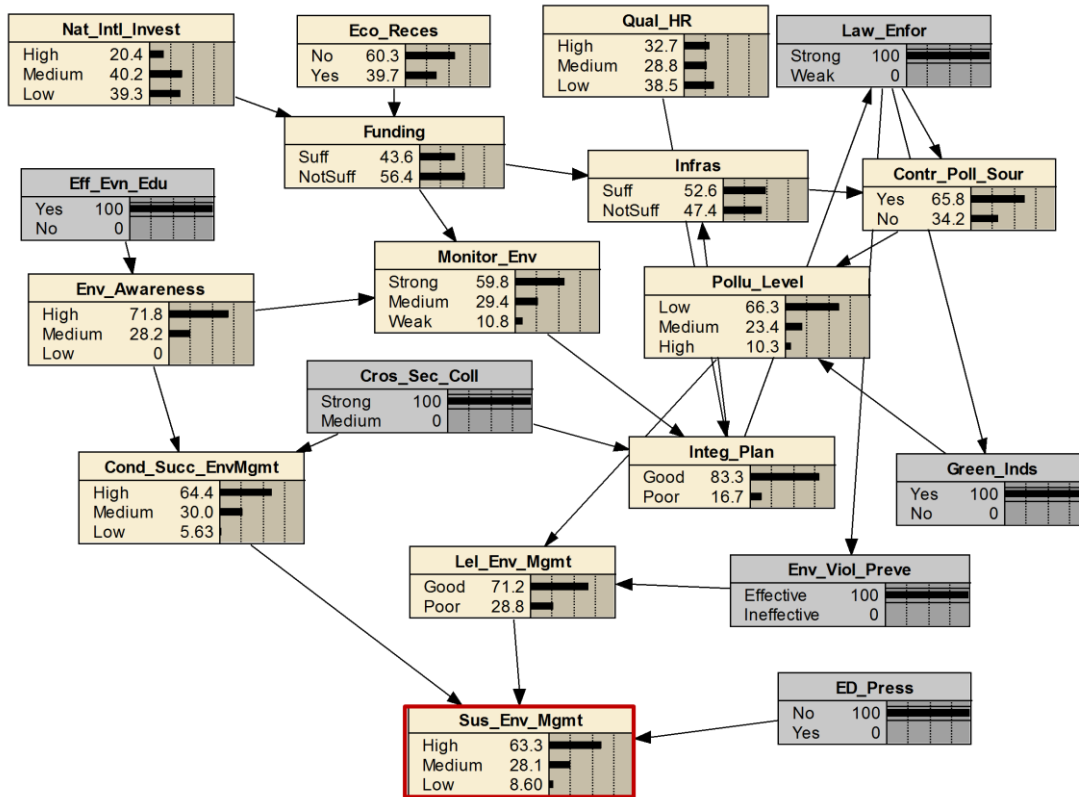 Nat_Intl_Invest
High 20.4
Medium 40.2
Low 39.3
Eco_Reces
No 60.3
Yes 39.7
Qual_HR
High 32.7
Medium 28.8
Low 38.5
Law_Enfor
Strong 100
Weak 0
Funding
Suff 43.6
NotSuff 56.4
Infras
Suff 52.6
NotSuff 47.4
Contr_Poll_Sour
Yes 65.8
No 34.2
Eff_Evn_Edu
Yes 100
No 0
Monitor_Env
Strong 59.8
Medium 29.4
Weak 10.8
Pollu_Level
Low 66.3
Medium 23.4
High 10.3
Env_Awareness
High 71.8
Medium 28.2
Low 0
Cros_Sec_Coll
Strong 100
Medium 0
Integ_Plan
Good 83.3
Poor 16.7
Cond_Succ_EnvMgmt
High 64.4
Medium 30.0
Low 5.63
Green_Inds
Yes 100
No 0
Lel_Env_Mgmt
Good 71.2
Poor 28.8
Env_Viol_Preve
Effective 100
Ineffective 0
ED_Press
No 100
Yes 0
Sus_Env_Mgmt
High 63.3
Medium 28.1
Low 8.60